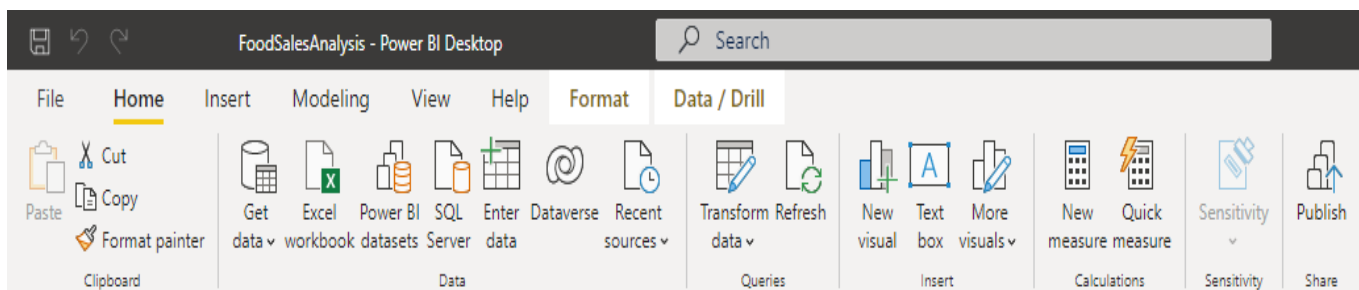 FoodSalesAnalysis - Power BI Desktop
Search
File Home Insert Modeling View Help Format Data / Drill
Paste
Cut
Copy
Format painter
Get data
Excel workbook
Power BI datasets
SQL Server
Enter data
Dataverse
Recent sources
Transform data
Refresh
New visual
Text box
More visuals
New measure
Quick measure
Sensitivity
Publish
Clipboard Data Queries Insert Calculations Sensitivity Share